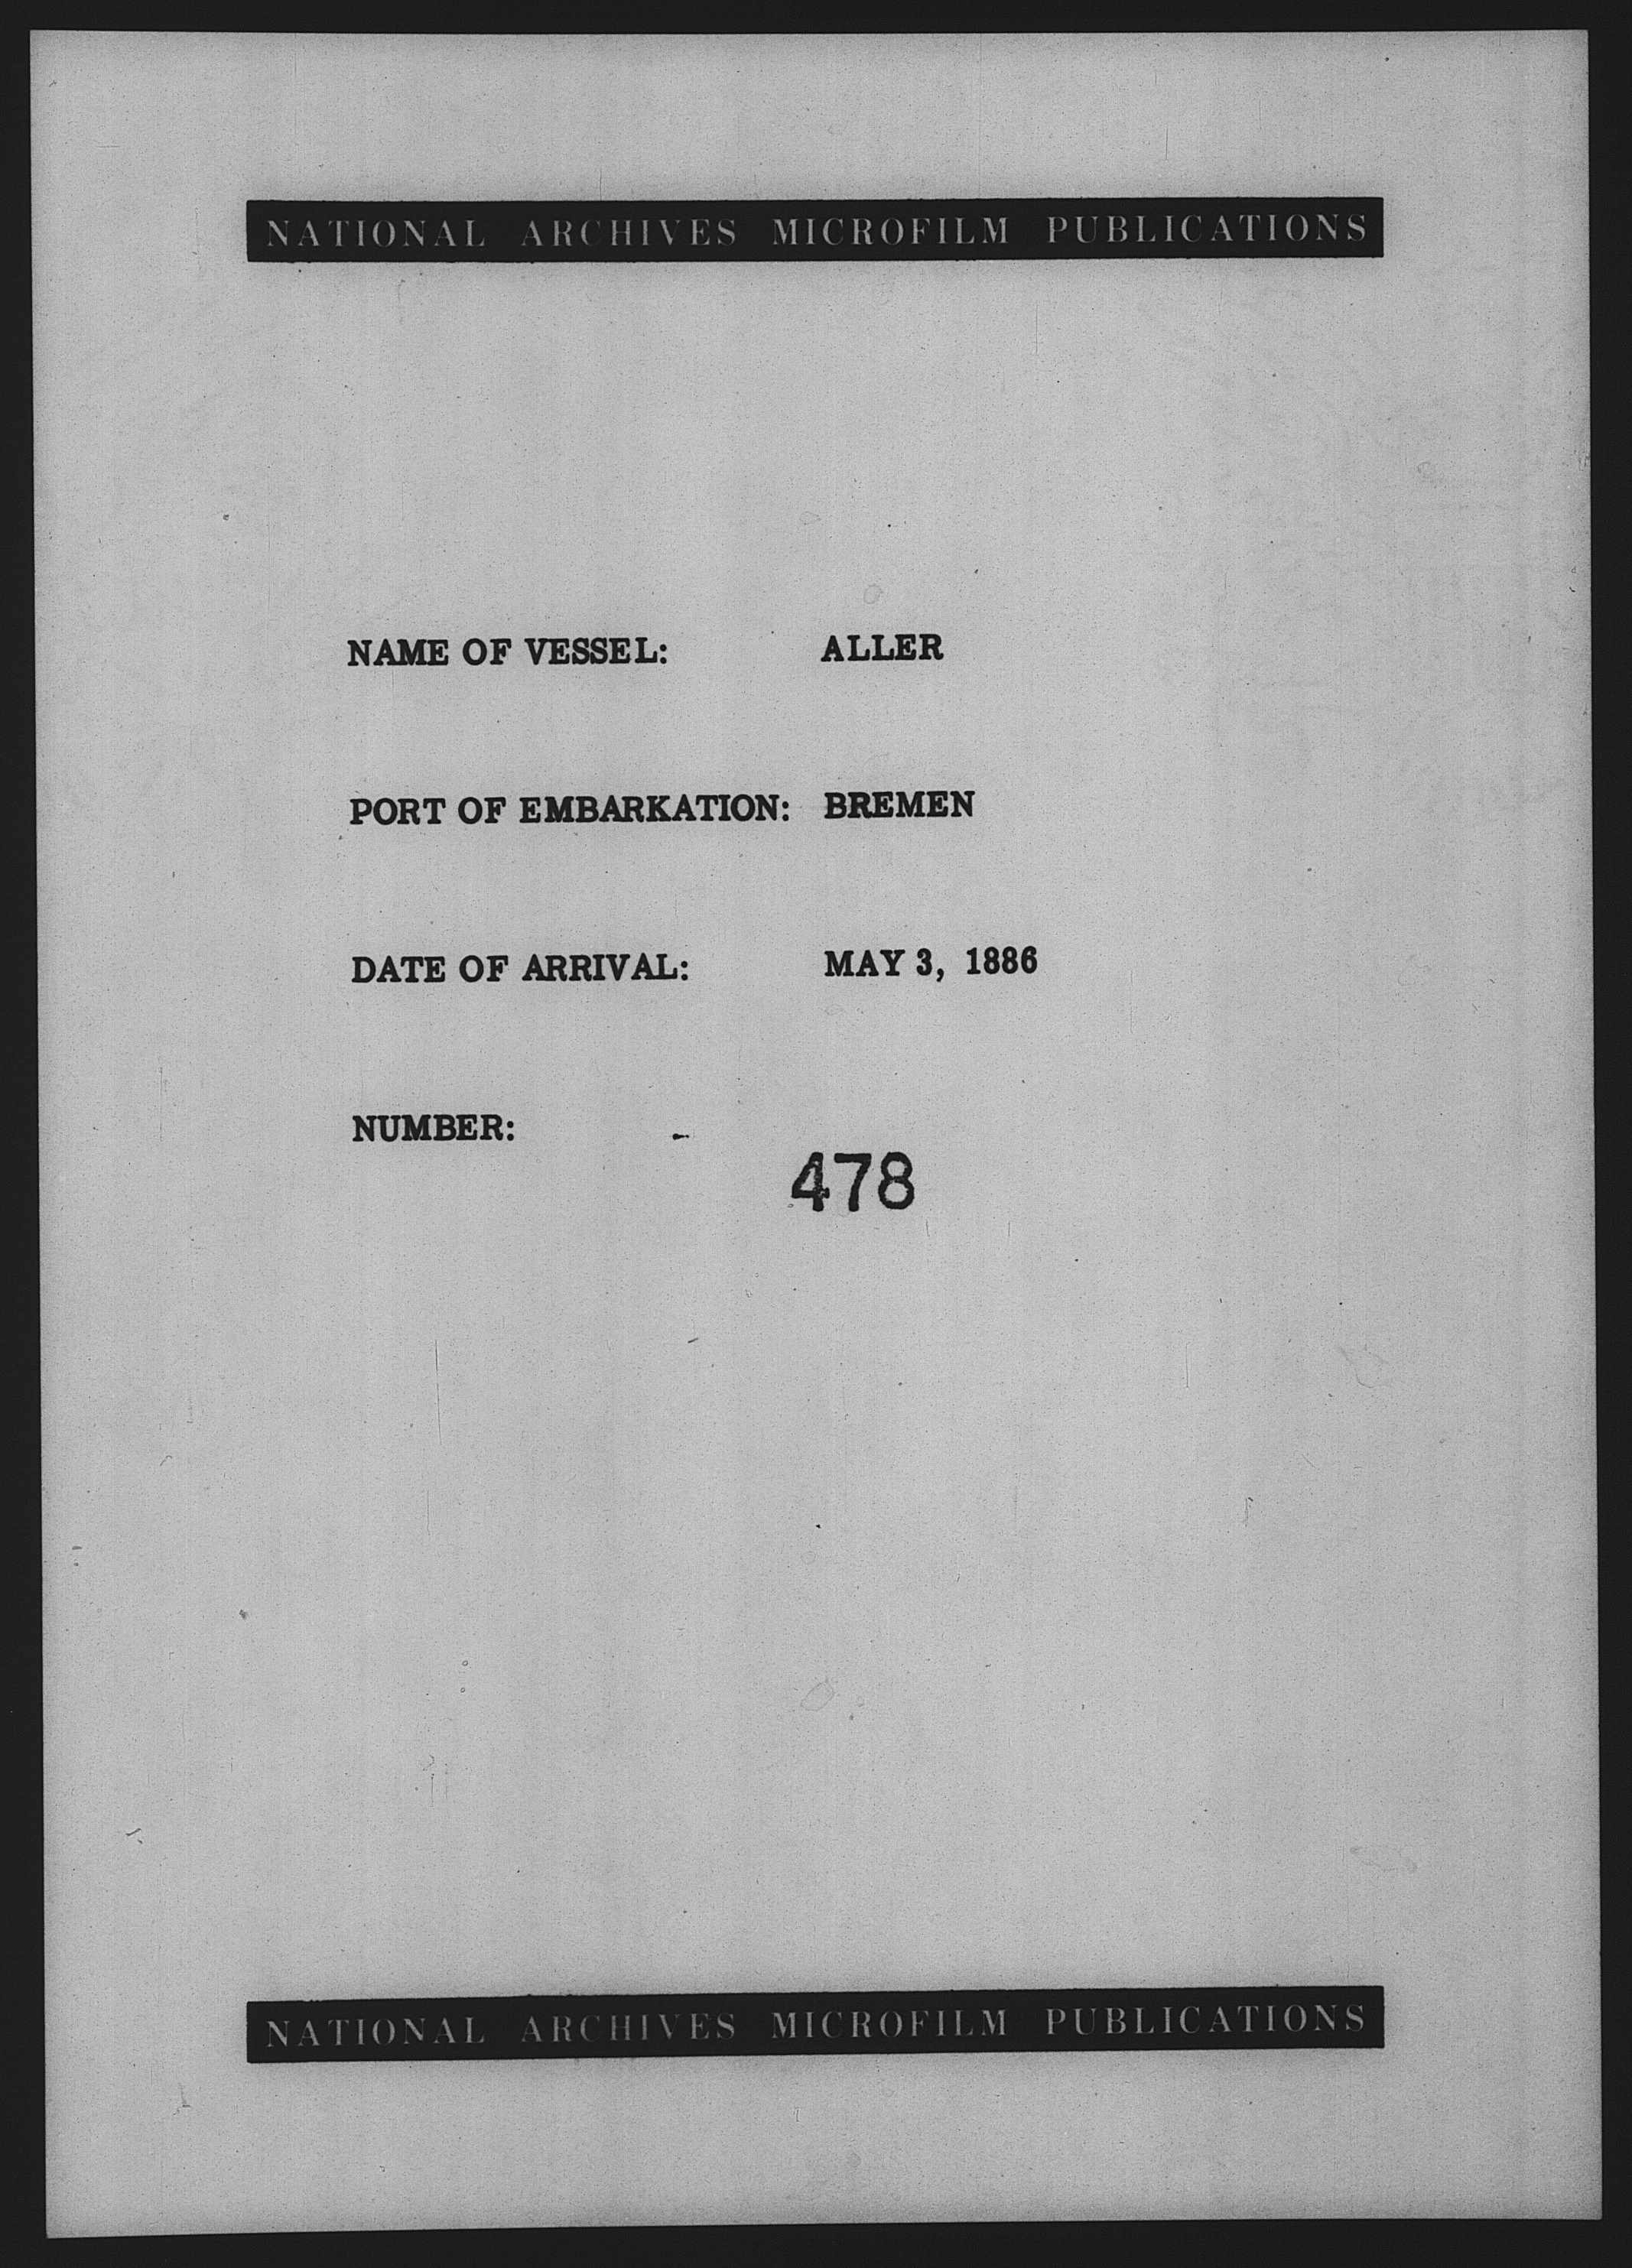 NATIONAL ARCHIVES MICROFILM PUBLICATIONS
NAME OF VESSEL: ALLER
PORT OF EMBARKATION: BREMEN
DATE OF ARRIVAL: MAY 3, 1886
NUMBER:
478
NATIONAL ARCHIVES MICROFILM PUBLICATIONS